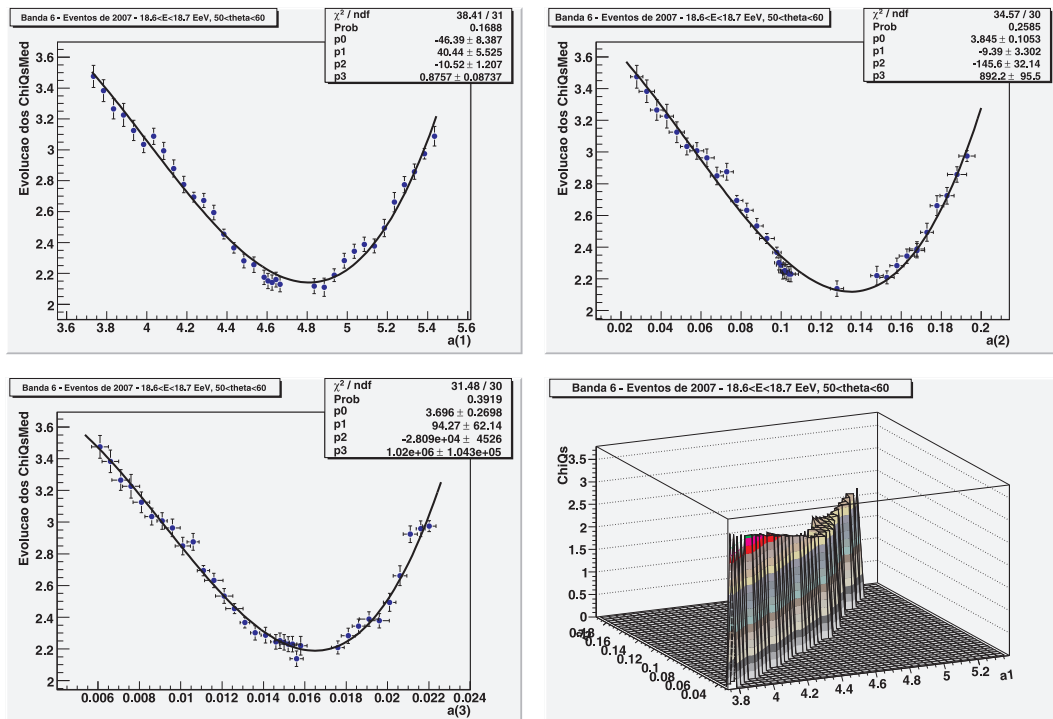 Banda 6 - Eventos de 2007 - 18.6<E<18.7 EeV, 50<theta<60
χ² / ndf 38.41 / 31
Prob 0.1688
p0 -46.39 ± 8.387
p1 40.44 ± 5.525
p2 -10.52 ± 1.207
p3 0.8757 ± 0.08737
Evolucao dos ChiQsMed
3.6
3.4
3.2
3
2.8
2.6
2.4
2.2
2
3.6 3.8 4 4.2 4.4 4.6 4.8 5 5.2 5.4 5.6
a(1)
Banda 6 - Eventos de 2007 - 18.6<E<18.7 EeV, 50<theta<60
χ² / ndf 34.57 / 30
Prob 0.2585
p0 3.845 ± 0.1053
p1 -9.39 ± 3.302
p2 -145.6 ± 32.14
p3 892.2 ± 95.5
Evolucao dos ChiQsMed
3.6
3.4
3.2
3
2.8
2.6
2.4
2.2
2
0.02 0.04 0.06 0.08 0.1 0.12 0.14 0.16 0.18 0.2
a(2)
Banda 6 - Eventos de 2007 - 18.6<E<18.7 EeV, 50<theta<60
χ² / ndf 31.48 / 30
Prob 0.3919
p0 3.696 ± 0.2698
p1 94.27 ± 62.14
p2 -2.809e+04 ± 4526
p3 1.02e+06 ± 1.043e+05
Evolucao dos ChiQsMed
3.6
3.4
3.2
3
2.8
2.6
2.4
2.2
2
0.006 0.008 0.01 0.012 0.014 0.016 0.018 0.02 0.022 0.024
a(3)
Banda 6 - Eventos de 2007 - 18.6<E<18.7 EeV, 50<theta<60
ChiQs
3.5
3
2.5
2
1.5
1
0.5
0
0.18
0.16
0.14
0.12
0.1
0.08
0.06
0.04
3.8 4 4.2 4.4 4.6 4.8 5 5.2
a1